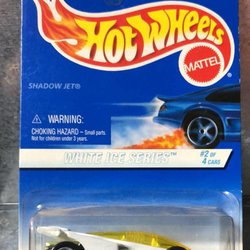 Hot Wheels
MATTEL
SHADOW JET®
WARNING:
CHOKING HAZARD – Small parts.
Not for children under 3 years.
WHITE ICE SERIES™
#2 OF
4 CARS